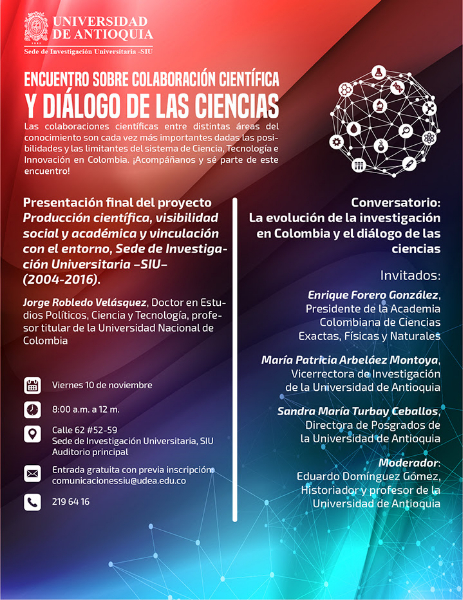 UNIVERSIDAD
DE ANTIOQUIA
1803
Sede de Investigación Universitaria -SIU
ENCUENTRO SOBRE COLABORACIÓN CIENTÍFICA
Y DIÁLOGO DE LAS CIENCIAS
Las colaboraciones científicas entre distintas áreas del
conocimiento son cada vez más importantes dadas las posi-
bilidades y las limitantes del sistema de Ciencia, Tecnología e
Innovación en Colombia. ¡Acompáñanos y sé parte de este
encuentro!
Presentación final del proyecto
Producción científica, visibilidad
social y académica y vinculación
con el entorno, Sede de Investiga-
ción Universitaria –SIU–
(2004-2016).
Jorge Robledo Velásquez, Doctor en Estu-
dios Políticos, Ciencia y Tecnología, profe-
sor titular de la Universidad Nacional de
Colombia
Viernes 10 de noviembre
8:00 a.m. a 12 m.
Calle 62 #52-59
Sede de Investigación Universitaria, SIU
Auditorio principal
Entrada gratuita con previa inscripción:
comunicacionessiu@udea.edu.co
219 64 16
Conversatorio:
La evolución de la investigación
en Colombia y el diálogo de las
ciencias
Invitados:
Enrique Forero González,
Presidente de la Academia
Colombiana de Ciencias
Exactas, Físicas y Naturales
María Patricia Arbeláez Montoya,
Vicerrectora de Investigación
de la Universidad de Antioquia
Sandra María Turbay Ceballos,
Directora de Posgrados de
la Universidad de Antioquia
Moderador:
Eduardo Domínguez Gómez,
Historiador y profesor de la
Universidad de Antioquia